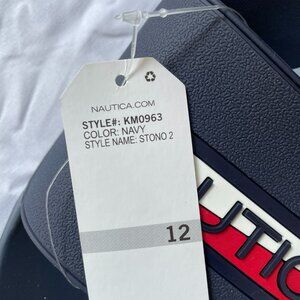 NAUTICA.COM
STYLE#: KM0963
COLOR: NAVY
STYLE NAME: STONO 2
12
UTIC